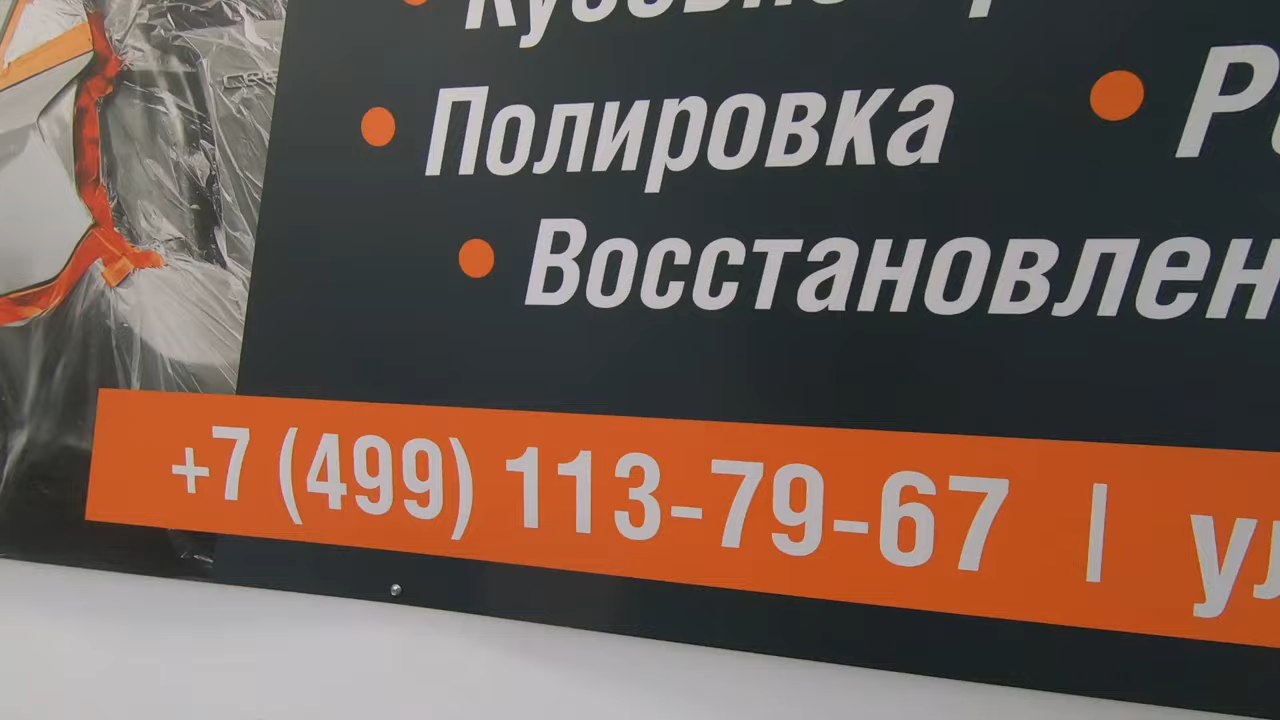 Полировка
Восстановлен
+7 (499) 113-79-67 | ул